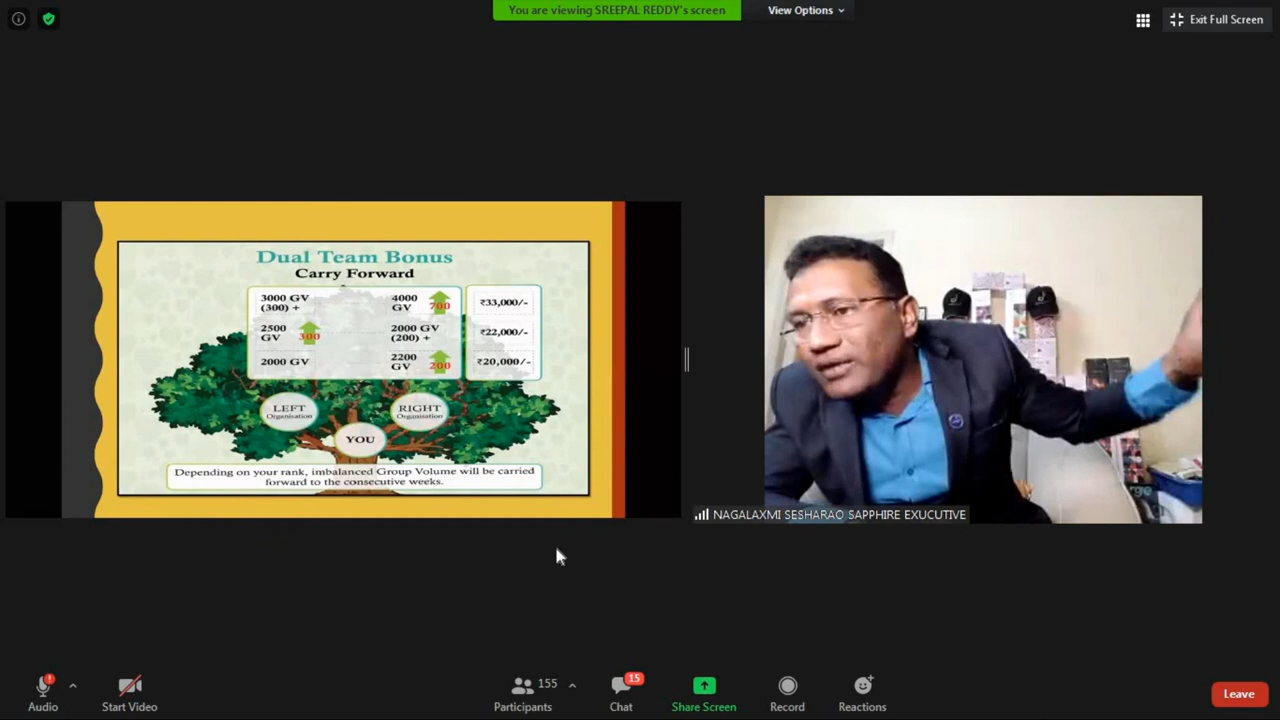 You are viewing SREEPAL REDDY's screen
View Options
Exit Full Screen
Dual Team Bonus
Carry Forward
3000 GV
(300) +
4000
GV
700
₹33,000/-
2500
GV
300
2000 GV
(200) +
₹22,000/-
2000 GV
2200
GV
200
₹20,000/-
LEFT
Organisation
RIGHT
Organization
YOU
Depending on your rank, imbalanced Group Volume will be carried
forward to the consecutive weeks.
NAGALAXMI SESHARAO SAPPHIRE EXUCUTIVE
Audio
Start Video
155
Participants
15
Chat
Share Screen
Record
Reactions
Leave